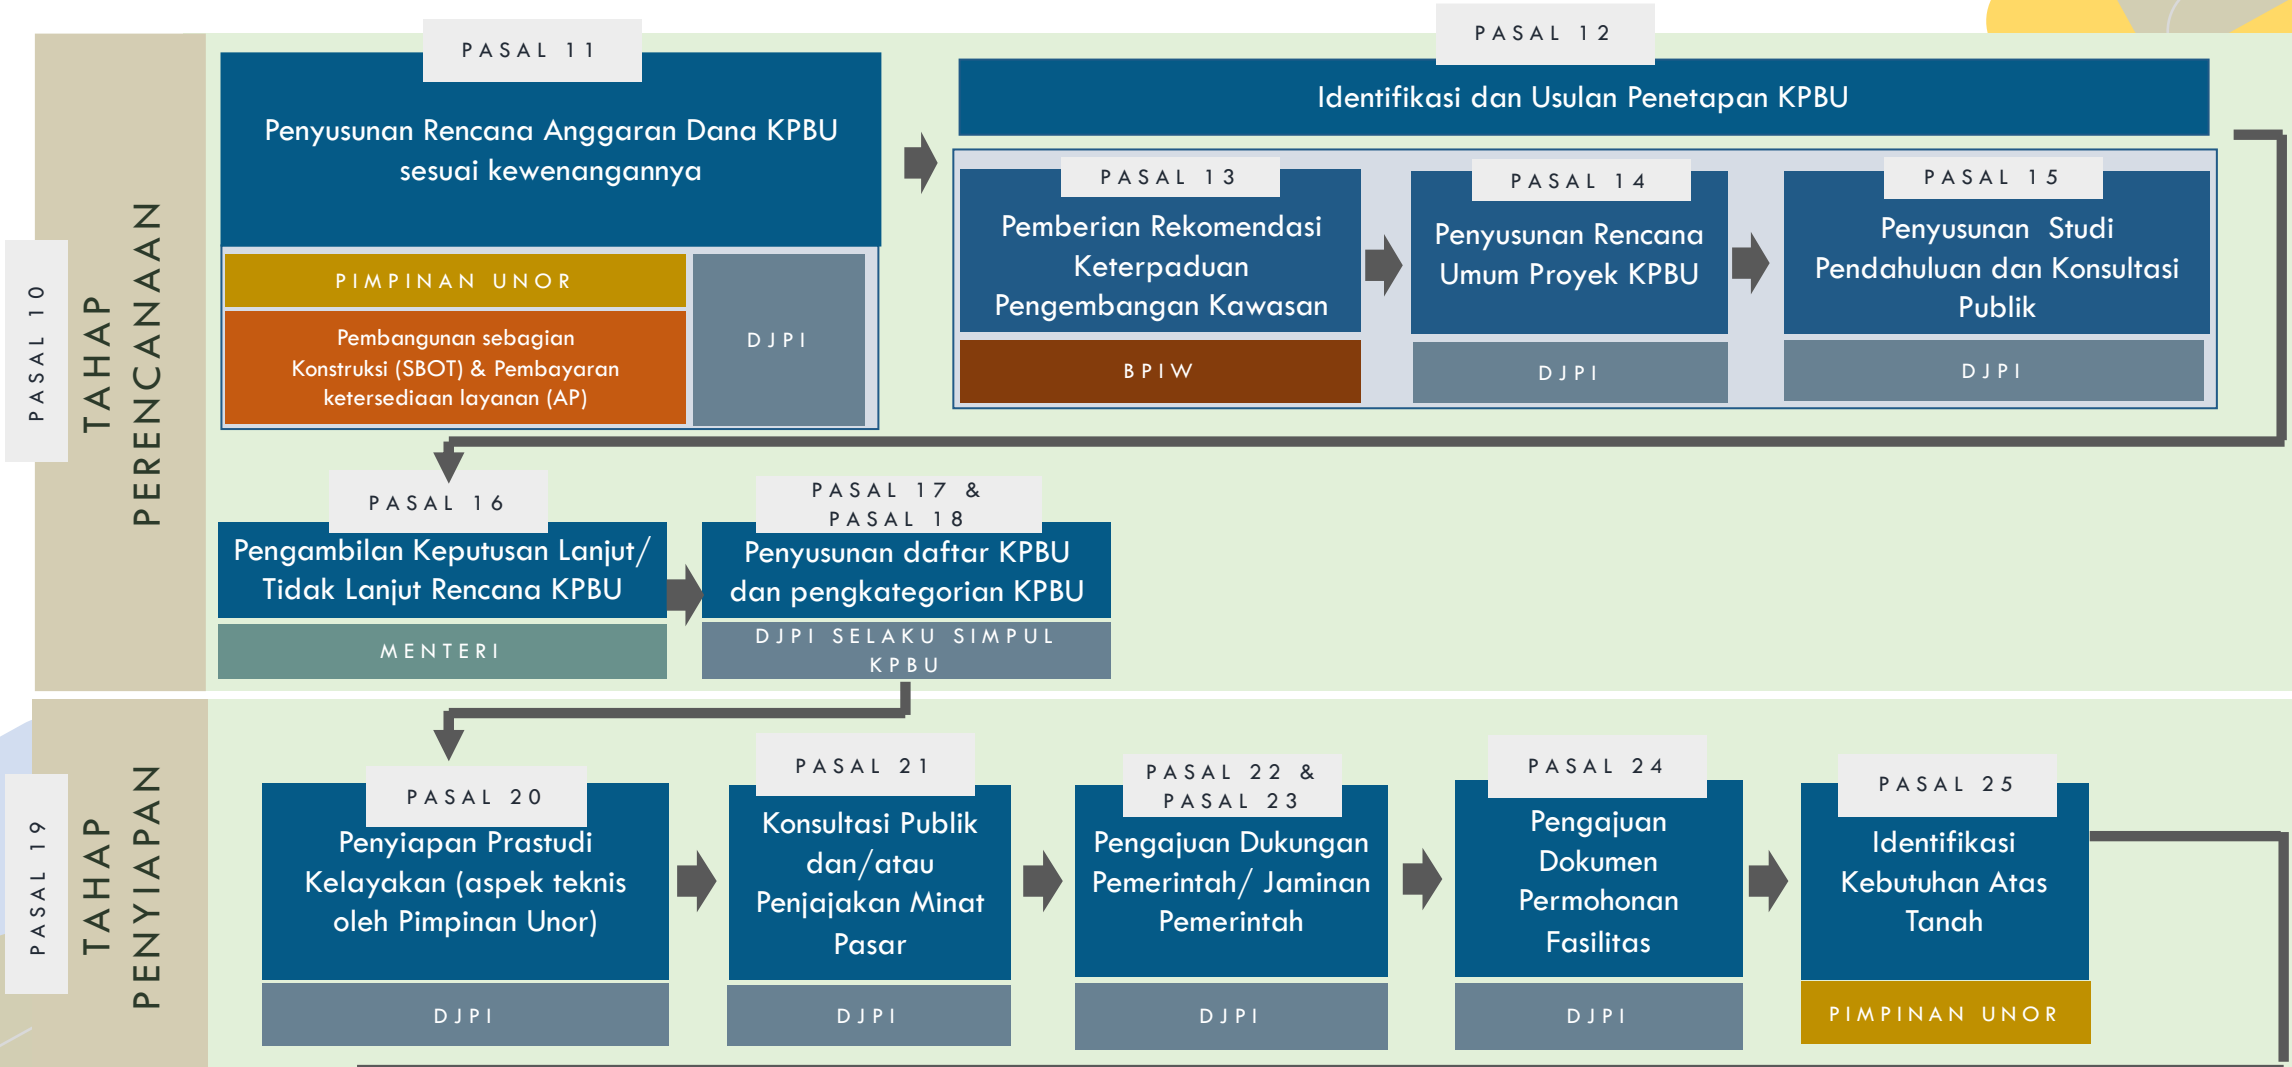 PASAL 10
TAHAP
PERENCANAAN
PASAL 11
Penyusunan Rencana Anggaran Dana KPBU
sesuai kewenangannya
PIMPINAN UNOR
Pembangunan sebagian
Konstruksi (SBOT) & Pembayaran
ketersediaan layanan (AP)
DJPI
PASAL 12
Identifikasi dan Usulan Penetapan KPBU
PASAL 13
Pemberian Rekomendasi
Keterpaduan
Pengembangan Kawasan
BPIW
PASAL 14
Penyusunan Rencana
Umum Proyek KPBU
DJPI
PASAL 15
Penyusunan Studi
Pendahuluan dan Konsultasi
Publik
DJPI
PASAL 16
Pengambilan Keputusan Lanjut/
Tidak Lanjut Rencana KPBU
MENTERI
PASAL 17 &
PASAL 18
Penyusunan daftar KPBU
dan pengkategorian KPBU
DJPI SELAKU SIMPUL
KPBU
PASAL 19
TAHAP
PENYIAPAN
PASAL 20
Penyiapan Prastudi
Kelayakan (aspek teknis
oleh Pimpinan Unor)
DJPI
PASAL 21
Konsultasi Publik
dan/atau
Penjajakan Minat
Pasar
DJPI
PASAL 22 &
PASAL 23
Pengajuan Dukungan
Pemerintah/ Jaminan
Pemerintah
DJPI
PASAL 24
Pengajuan
Dokumen
Permohonan
Fasilitas
DJPI
PASAL 25
Identifikasi
Kebutuhan Atas
Tanah
PIMPINAN UNOR